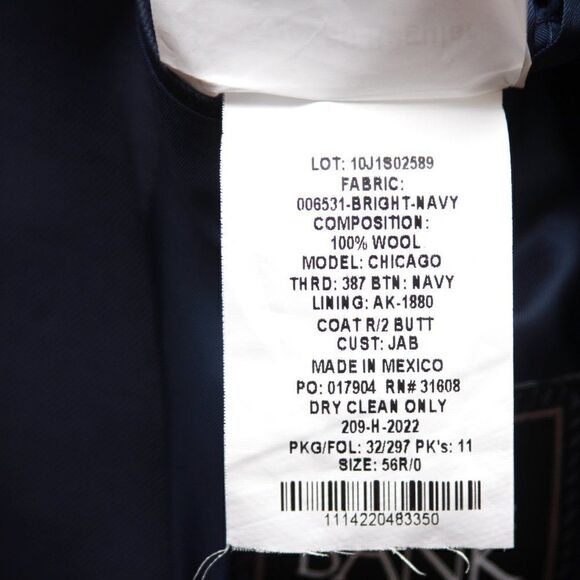 LOT: 10J1S02589
FABRIC:
006531-BRIGHT-NAVY
COMPOSITION:
100% WOOL
MODEL: CHICAGO
THRD: 387 BTN: NAVY
LINING: AK-1880
COAT R/2 BUTT
CUST: JAB
MADE IN MEXICO
PO: 017904 RN# 31608
DRY CLEAN ONLY
209-H-2022
PKG/FOL: 32/297 PK's: 11
SIZE: 56R/0
1114220483350
BANK